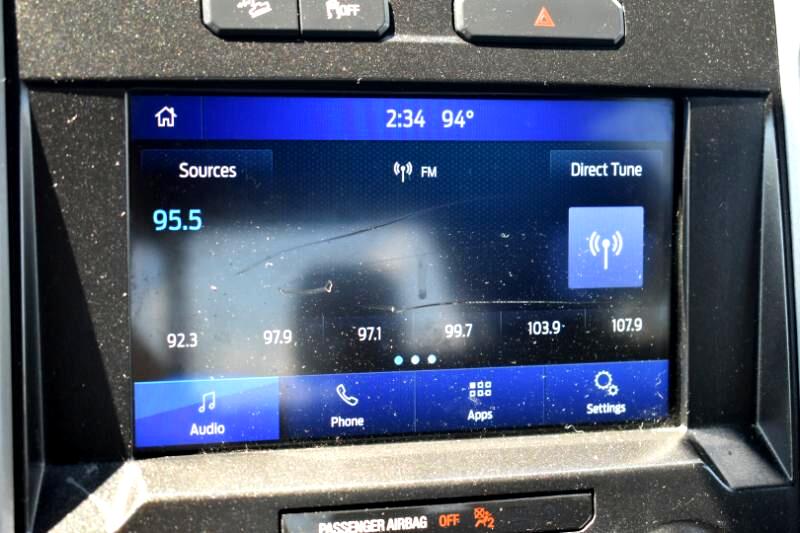 OFF
2:34 94°
Sources FM Direct Tune
95.5
92.3 97.9 97.1 99.7 103.9 107.9
Audio Phone Apps Settings
PASSENGER AIRBAG OFF 2